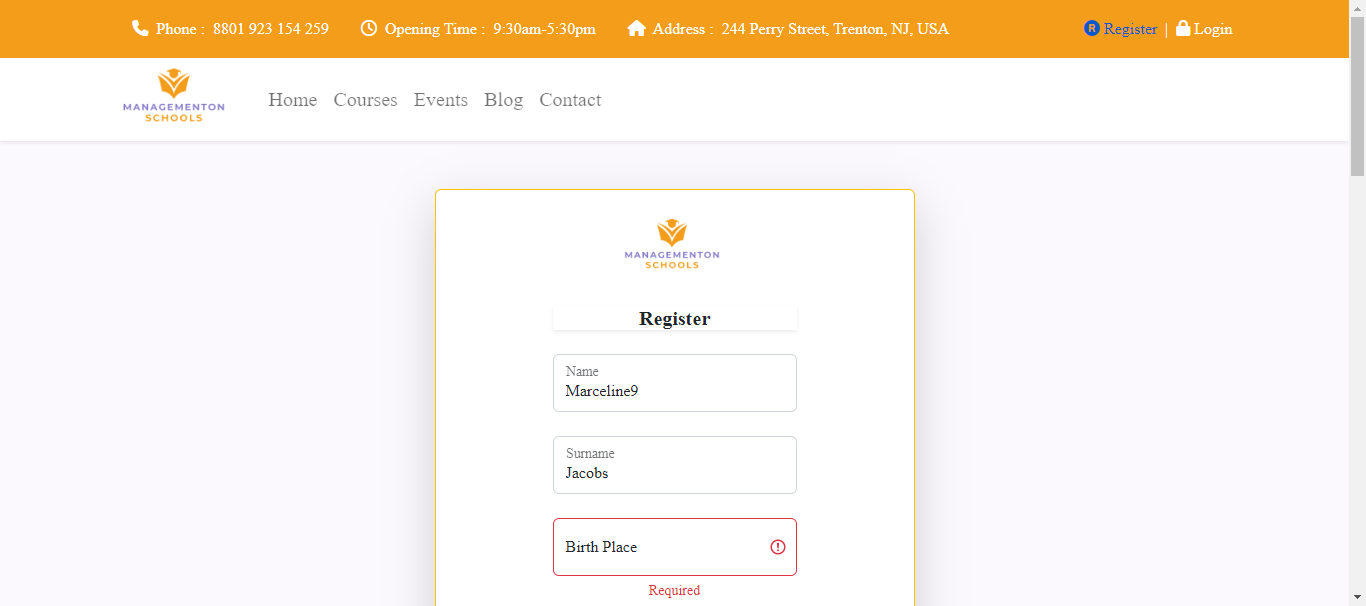 Phone : 8801 923 154 259 Opening Time : 9:30am-5:30pm Address : 244 Perry Street, Trenton, NJ, USA R Register | Login
MANAGEMENTON
SCHOOLS
Home Courses Events Blog Contact
MANAGEMENTON
SCHOOLS
Register
Name
Marceline9
Surname
Jacobs
Birth Place
Required